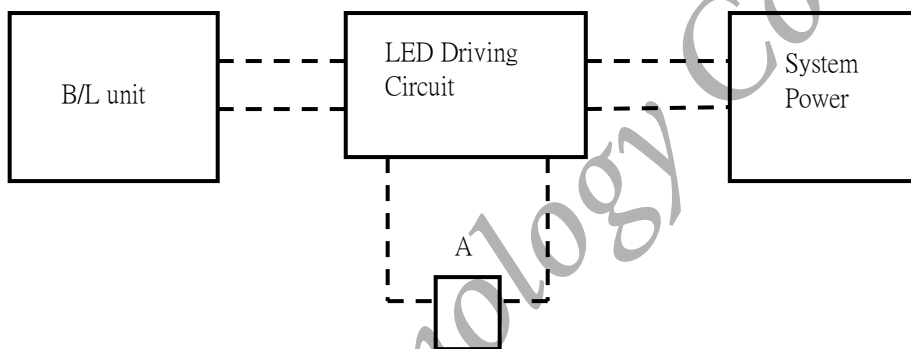 B/L unit
LED Driving
Circuit
System
Power
A